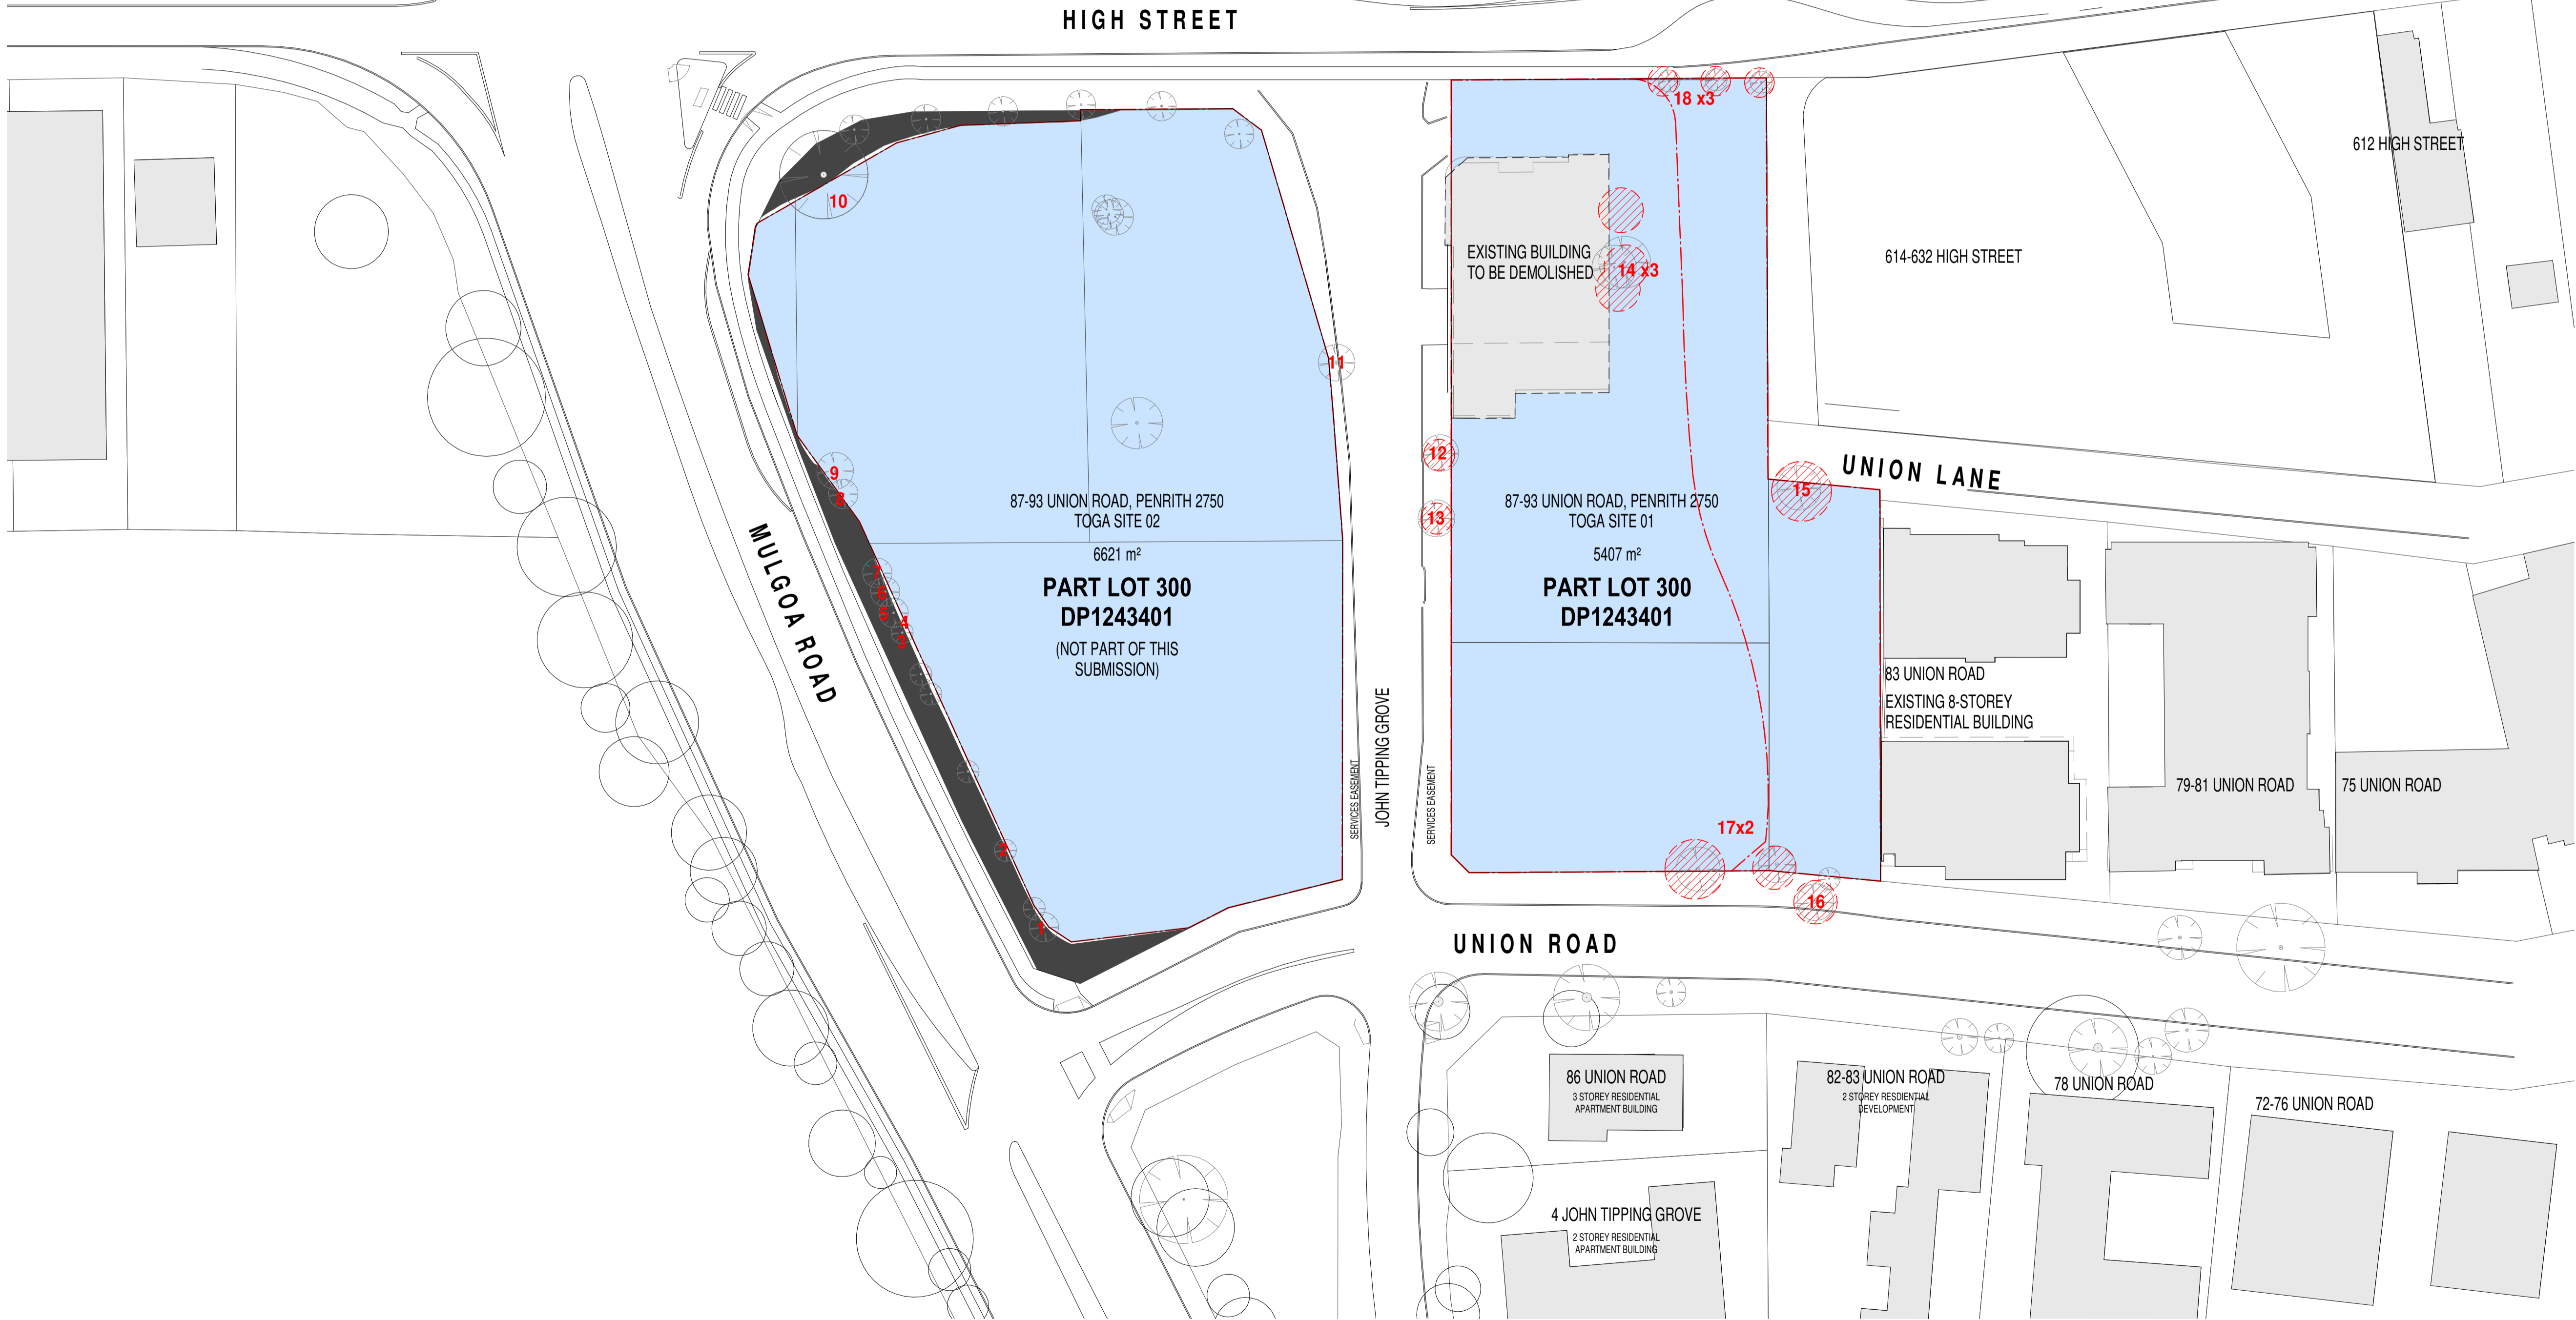 HIGH STREET
18 x3
612 HIGH STREET
10
EXISTING BUILDING
TO BE DEMOLISHED
14 x3
614-632 HIGH STREET
11
12
9
8
13
15
UNION LANE
87-93 UNION ROAD, PENRITH 2750
TOGA SITE 02
6621 m²
PART LOT 300
DP1243401
(NOT PART OF THIS
SUBMISSION)
87-93 UNION ROAD, PENRITH 2750
TOGA SITE 01
5407 m²
PART LOT 300
DP1243401
MULGOA ROAD
7
6
5
4
3
83 UNION ROAD
EXISTING 8-STOREY
RESIDENTIAL BUILDING
SERVICES EASEMENT
JOHN TIPPING GROVE
SERVICES EASEMENT
79-81 UNION ROAD
75 UNION ROAD
17x2
2
16
1
UNION ROAD
86 UNION ROAD
3 STOREY RESIDENTIAL
APARTMENT BUILDING
82-83 UNION ROAD
2 STOREY RESDIENTIAL
DEVELOPMENT
78 UNION ROAD
72-76 UNION ROAD
4 JOHN TIPPING GROVE
2 STOREY RESIDENTIAL
APARTMENT BUILDING